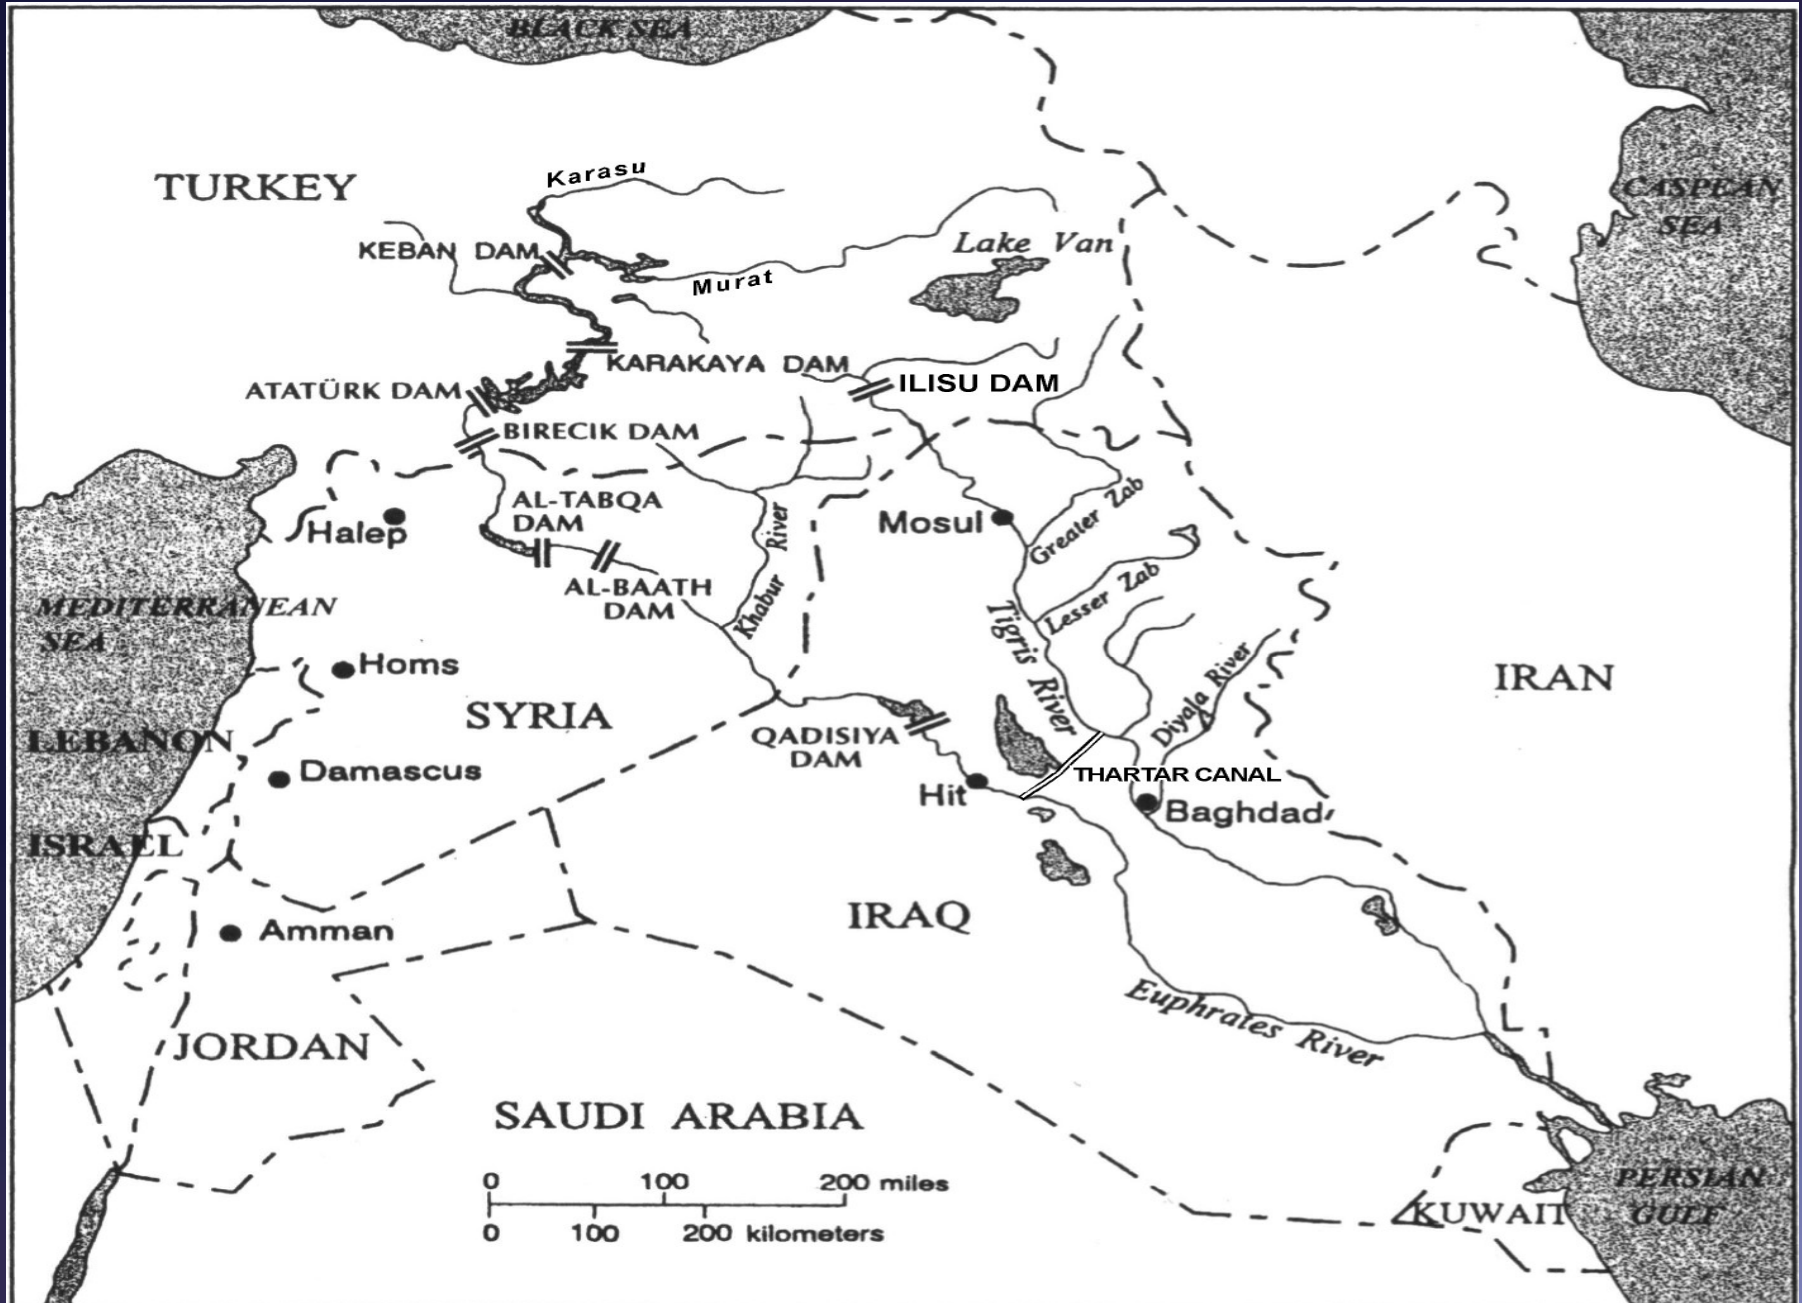 BLACK SEA
TURKEY
Karasu
CASPEAN
SEA
KEBAN DAM
Lake Van
Murat
KARAKAYA DAM
ILISU DAM
ATATÜRK DAM
BIRECIK DAM
AL-TABQA
DAM
Halep
Mosul
Greater Zab
AL-BAATH
DAM
Khabur River
Lesser Zab
MEDITERRANEAN
SEA
Tigris River
Homs
Diyala River
IRAN
SYRIA
LEBANON
QADISIYA
DAM
Damascus
THARTAR CANAL
Hit
Baghdad
ISRAEL
IRAQ
Amman
Euphrates River
JORDAN
SAUDI ARABIA
0 100 200 miles
0 100 200 kilometers
PERSIAN
GULF
KUWAIT